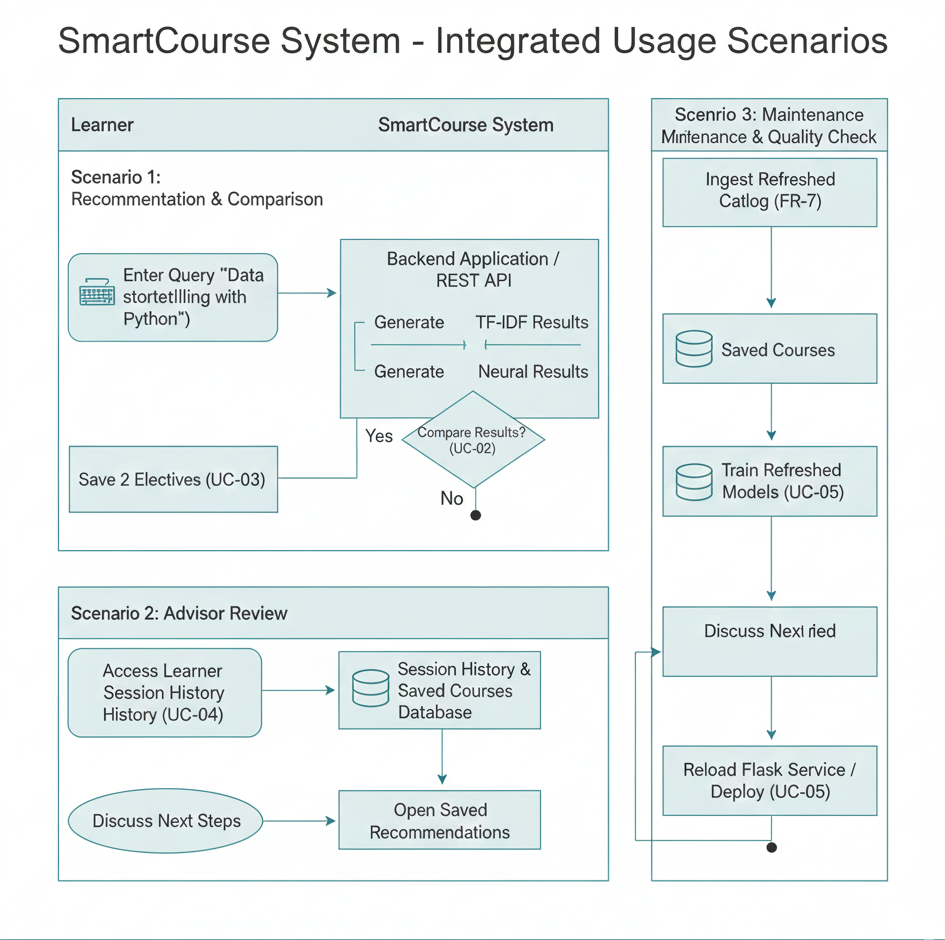 SmartCourse System - Integrated Usage Scenarios
Learner
SmartCourse System
Scenario 1:
Recommentation & Comparison
Enter Query "Data
stortetlling with
Python")
Backend Application /
REST API
Generate
TF-IDF Results
Generate
Neural Results
Compare Results?
(UC-02)
Yes
No
Save 2 Electives (UC-03)
Scenario 2: Advisor Review
Access Learner
Session History
History (UC-04)
Session History &
Saved Courses
Database
Discuss Next Steps
Open Saved
Recommendations
Scenrio 3: Maintenance
Mintenance & Quality Check
Ingest Refreshed
Catlog (FR-7)
Saved Courses
Train Refreshed
Models (UC-05)
Discuss Next
Reload Flask Service /
Deploy (UC-05)